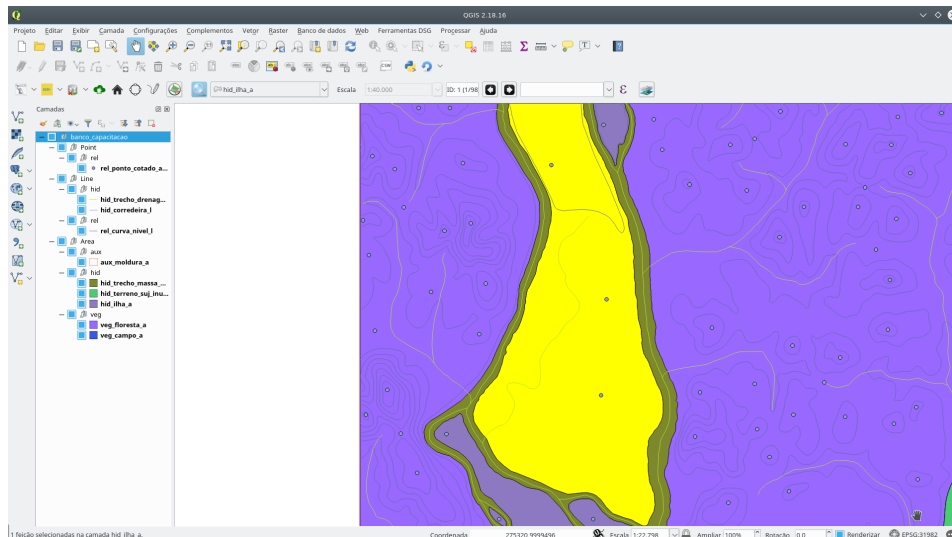 QGIS 2.18.16
Projeto Editar Exibir Camada Configurações Complementos Vetor Raster Banco de dados Web Ferramentas DSG Processar Ajuda
hid_ilha_a Escala 1:40.000 ID: 1 (1/98
Camadas
banco_capacitacao
Point
rel
rel_ponto_cotado_a...
Line
hid
hid_trecho_drenag...
hid_corredeira_l
rel
rel_curva_nivel_l
Area
aux
aux_moldura_a
hid
hid_trecho_massa_...
hid_terreno_suj_inu...
hid_ilha_a
veg
veg_floresta_a
veg_campo_a
1 feição selecionadas na camada hid_ilha_a. Coordenada 275320,9999496 Escala 1:22.798 Ampliar 100% Rotação 0,0 Renderizar EPSG:31982